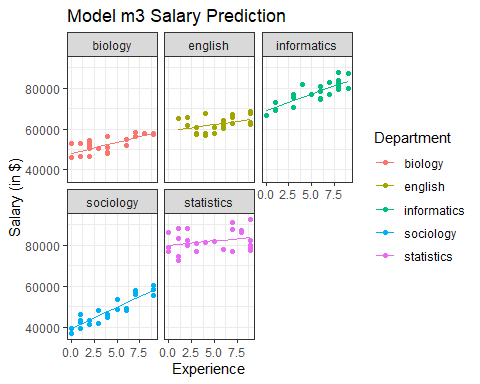 Model m3 Salary Prediction
biology english informatics
80000
60000
40000
sociology statistics
0.0 2.5 5.0 7.5
80000
60000
40000
0.0 2.5 5.0 7.5 0.0 2.5 5.0 7.5
Experience
Salary (in $)
Department
biology
english
informatics
sociology
statistics